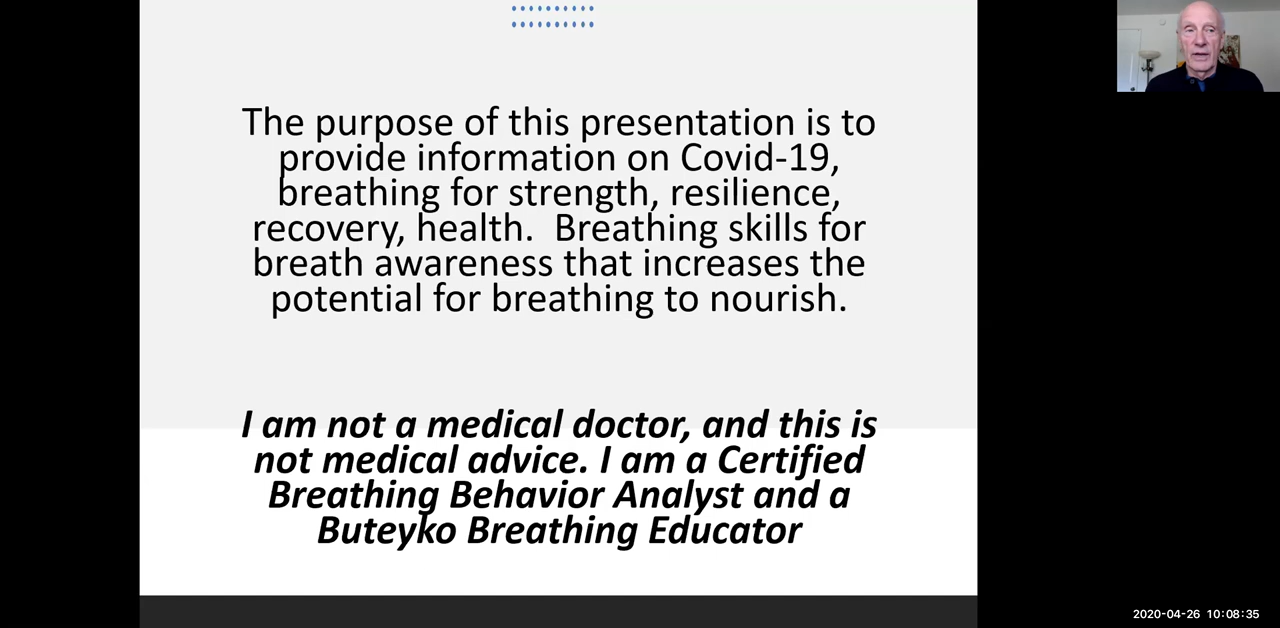 The purpose of this presentation is to
provide information on Covid-19,
breathing for strength, resilience,
recovery, health.  Breathing skills for
breath awareness that increases the
potential for breathing to nourish.
I am not a medical doctor, and this is
not medical advice. I am a Certified
Breathing Behavior Analyst and a
Buteyko Breathing Educator
2020-04-26 10:08:35